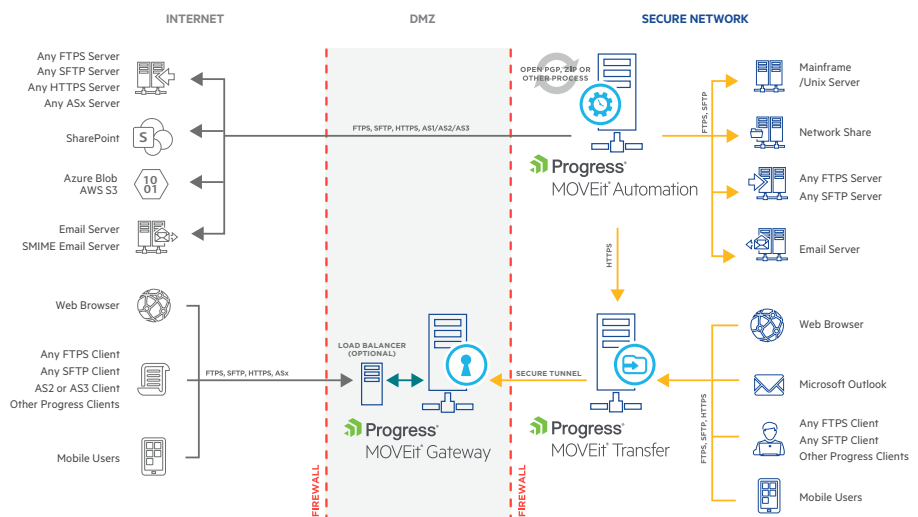 INTERNET
DMZ
SECURE NETWORK
Any FTPS Server
Any SFTP Server
Any HTTPS Server
Any ASx Server
SharePoint
S
Azure Blob
AWS S3
10
01
Email Server
SMIME Email Server
FTPS, SFTP, HTTPS, AS1/AS2/AS3
OPEN PGP, ZIP OR
OTHER PROCESS
Progress®
MOVEit® Automation
FTPS, SFTP
Mainframe
/Unix Server
Network Share
Any FTPS Server
Any SFTP Server
Email Server
HTTPS
Web Browser
Any FTPS Client
Any SFTP Client
AS2 or AS3 Client
Other Progress Clients
Mobile Users
FTPS, SFTP, HTTPS, ASx
LOAD BALANCER
(OPTIONAL)
Progress®
MOVEit® Gateway
SECURE TUNNEL
Progress®
MOVEit® Transfer
FTPS, SFTP, HTTPS
Web Browser
Microsoft Outlook
Any FTPS Client
Any SFTP Client
Other Progress Clients
Mobile Users
FIREWALL
FIREWALL